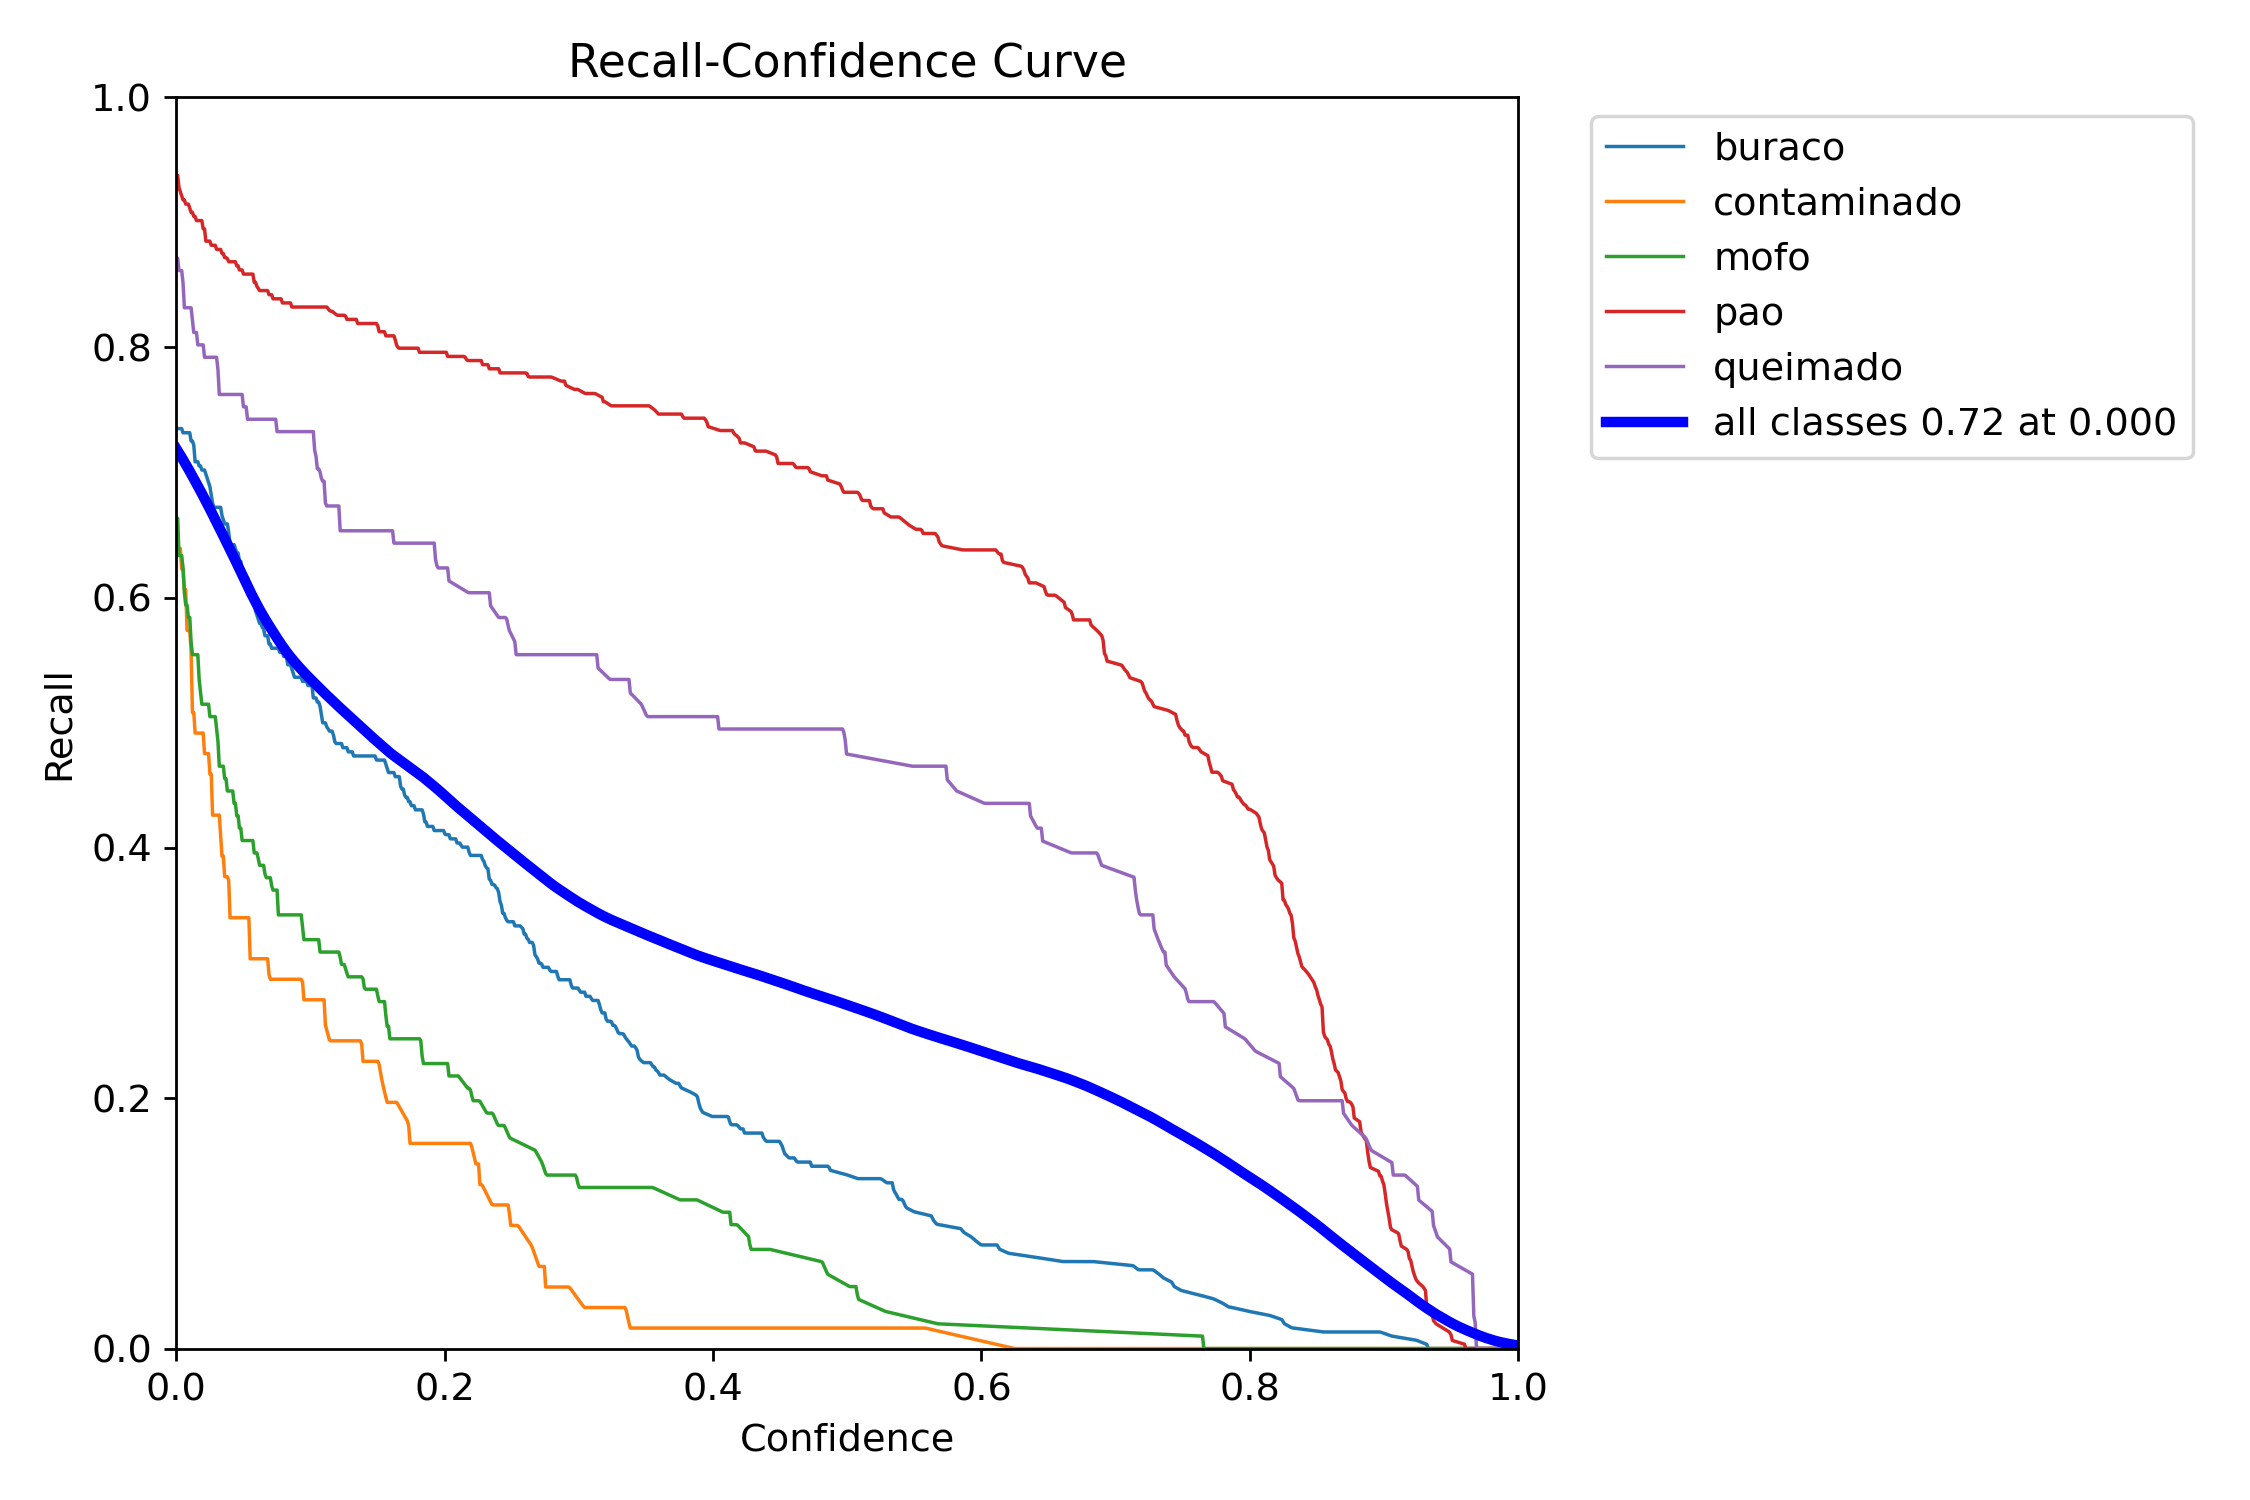 Recall-Confidence Curve
1.0
0.8
0.6
0.4
0.2
0.0
Recall
0.0 0.2 0.4 0.6 0.8 1.0
Confidence
buraco
contaminado
mofo
pao
queimado
all classes 0.72 at 0.000